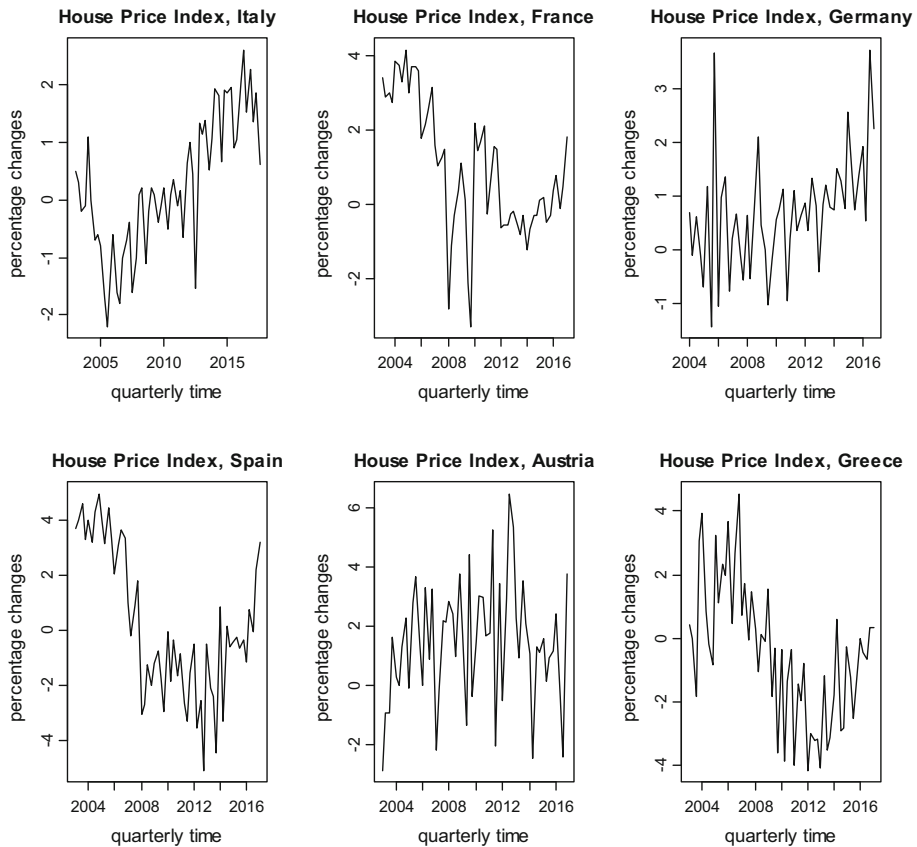 House Price Index, Italy
percentage changes
2
1
0
-1
-2
2005 2010 2015
quarterly time
House Price Index, France
percentage changes
4
2
0
-2
2004 2008 2012 2016
quarterly time
House Price Index, Germany
percentage changes
3
2
1
0
-1
2004 2008 2012 2016
quarterly time
House Price Index, Spain
percentage changes
4
2
0
-2
-4
2004 2008 2012 2016
quarterly time
House Price Index, Austria
percentage changes
6
4
2
0
-2
2004 2008 2012 2016
quarterly time
House Price Index, Greece
percentage changes
4
2
0
-2
-4
2004 2008 2012 2016
quarterly time